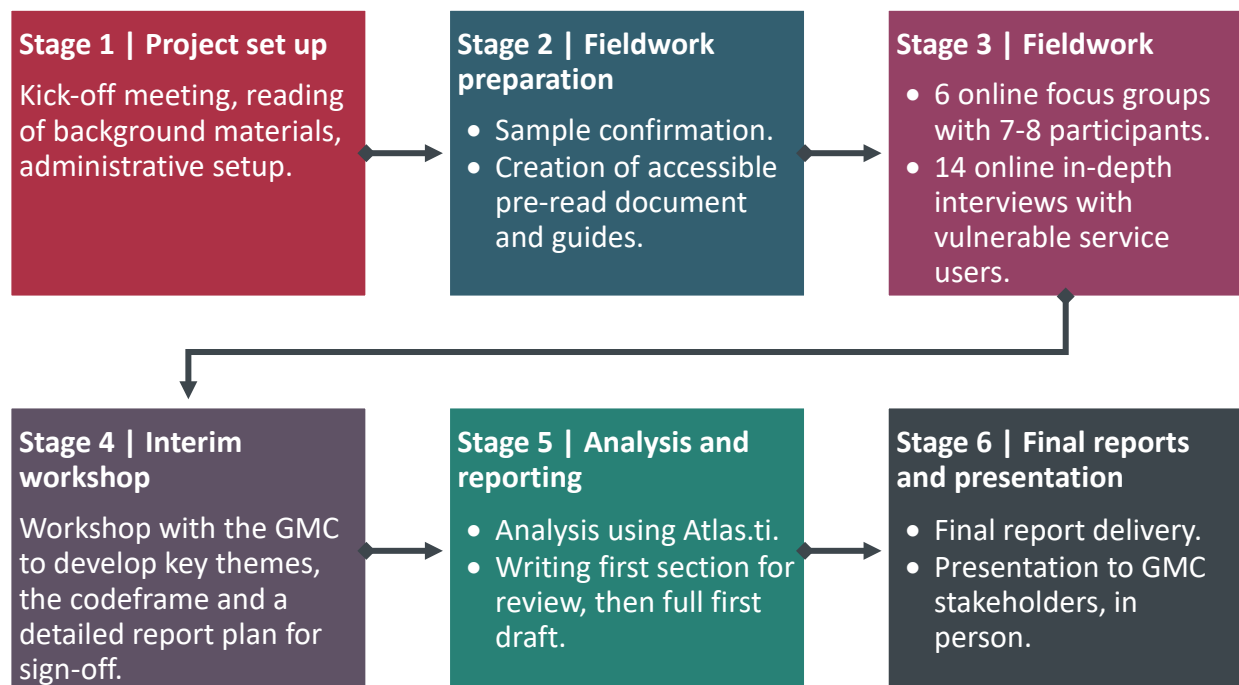 Stage 1 | Project set up
Kick-off meeting, reading
of background materials,
administrative setup.
Stage 2 | Fieldwork
preparation
• Sample confirmation.
• Creation of accessible
pre-read document
and guides.
Stage 3 | Fieldwork
• 6 online focus groups
with 7-8 participants.
• 14 online in-depth
interviews with
vulnerable service
users.
Stage 4 | Interim
workshop
Workshop with the GMC
to develop key themes,
the codeframe and a
detailed report plan for
sign-off.
Stage 5 | Analysis and
reporting
• Analysis using Atlas.ti.
• Writing first section for
review, then full first
draft.
Stage 6 | Final reports
and presentation
• Final report delivery.
• Presentation to GMC
stakeholders, in
person.